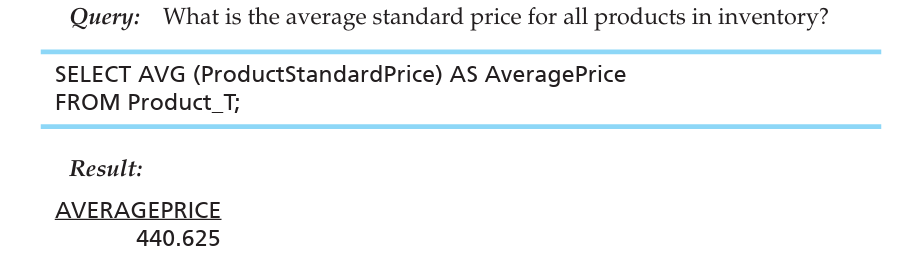 Query: What is the average standard price for all products in inventory?
SELECT AVG (ProductStandardPrice) AS AveragePrice
FROM Product_T;
Result:
AVERAGEPRICE
440.625